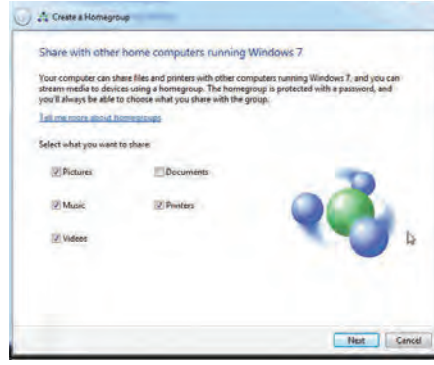 Create a Homegroup
Share with other home computers running Windows 7
Your computer can share files and printers with other computers running Windows 7, and you can
stream media to devices using a homegroup. The homegroup is protected with a password, and
you'll always be able to choose what you share with the group.
Tell me more about homegroups
Select what you want to share:
Pictures
Documents
Music
Printers
Videos
Next
Cancel